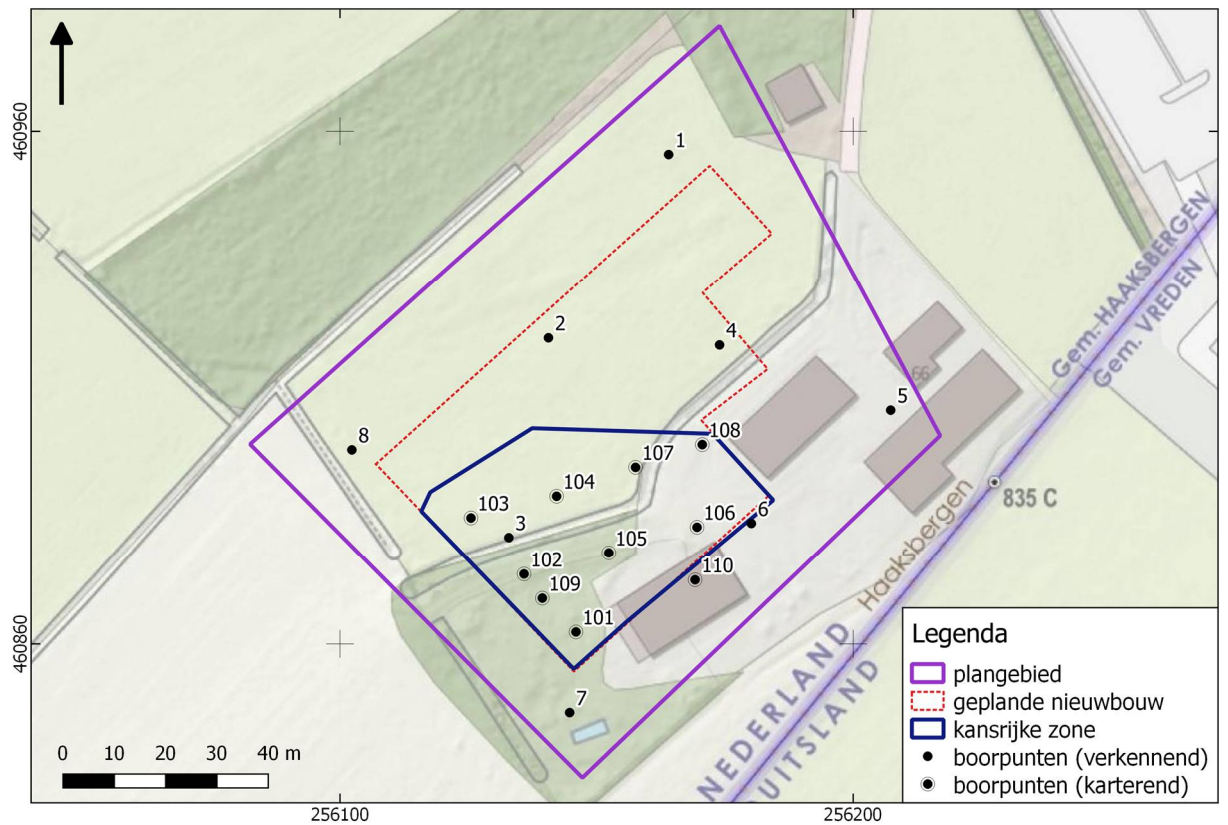 460960
460860
256100
256200
1
2
4
5
8
108
107
104
103
3
106
6
105
102
110
109
101
7
66
835 C
Gem. HAAKSBERGEN
Gem. VREDEN
Haaksbergen
NEDERLAND
DUITSLAND
0 10 20 30 40 m
Legenda
plangebied
geplande nieuwbouw
kansrijke zone
boorpunten (verkennend)
boorpunten (karterend)